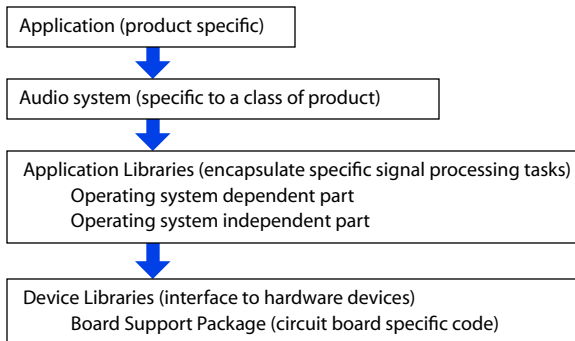 Application (product specific)
Audio system (specific to a class of product)
Application Libraries (encapsulate specific signal processing tasks)
Operating system dependent part
Operating system independent part
Device Libraries (interface to hardware devices)
Board Support Package (circuit board specific code)